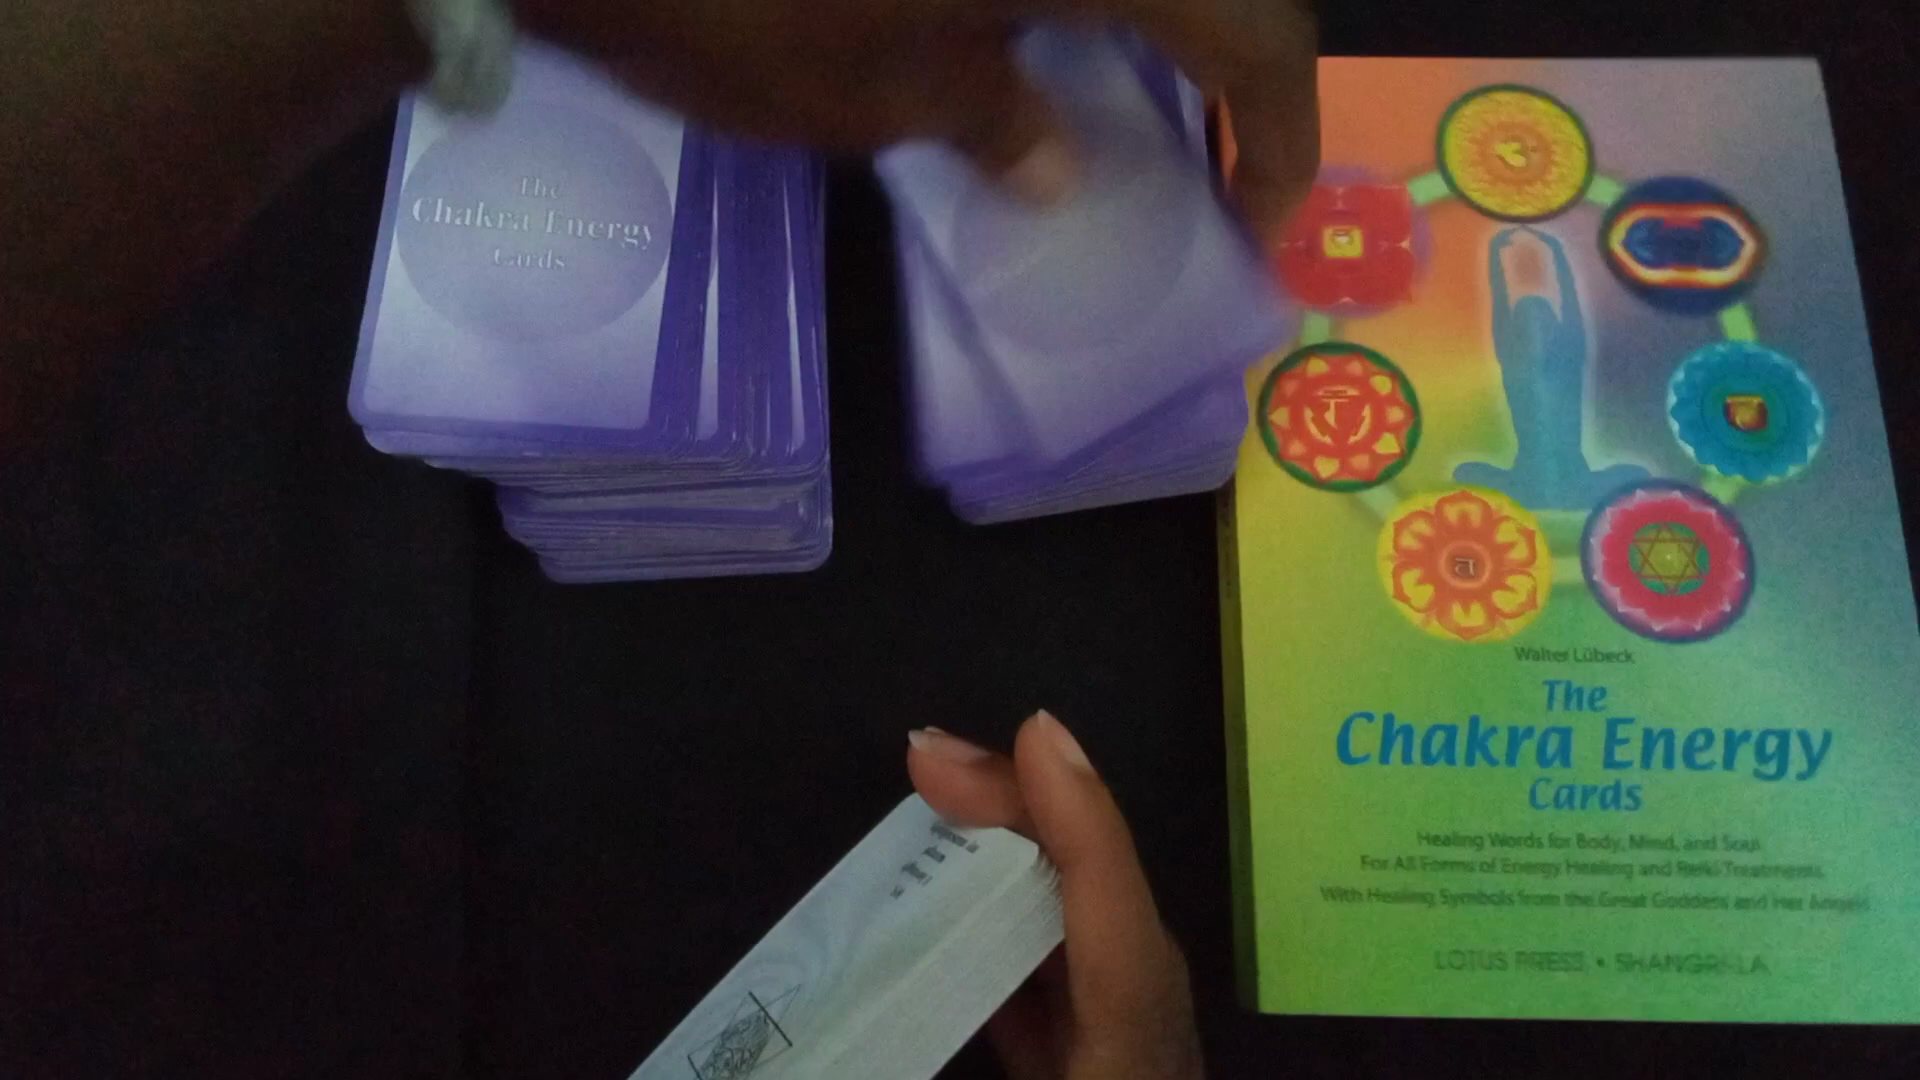 The
Chakra Energy
Cards
Walter Lübeck
The
Chakra Energy
Cards
Healing Words for Body, Mind, and Soul
For All Forms of Energy Healing and Reiki Treatments
With Healing Symbols from the Great Goddess and Her Angels
LOTUS PRESS • SHANGRI-LA